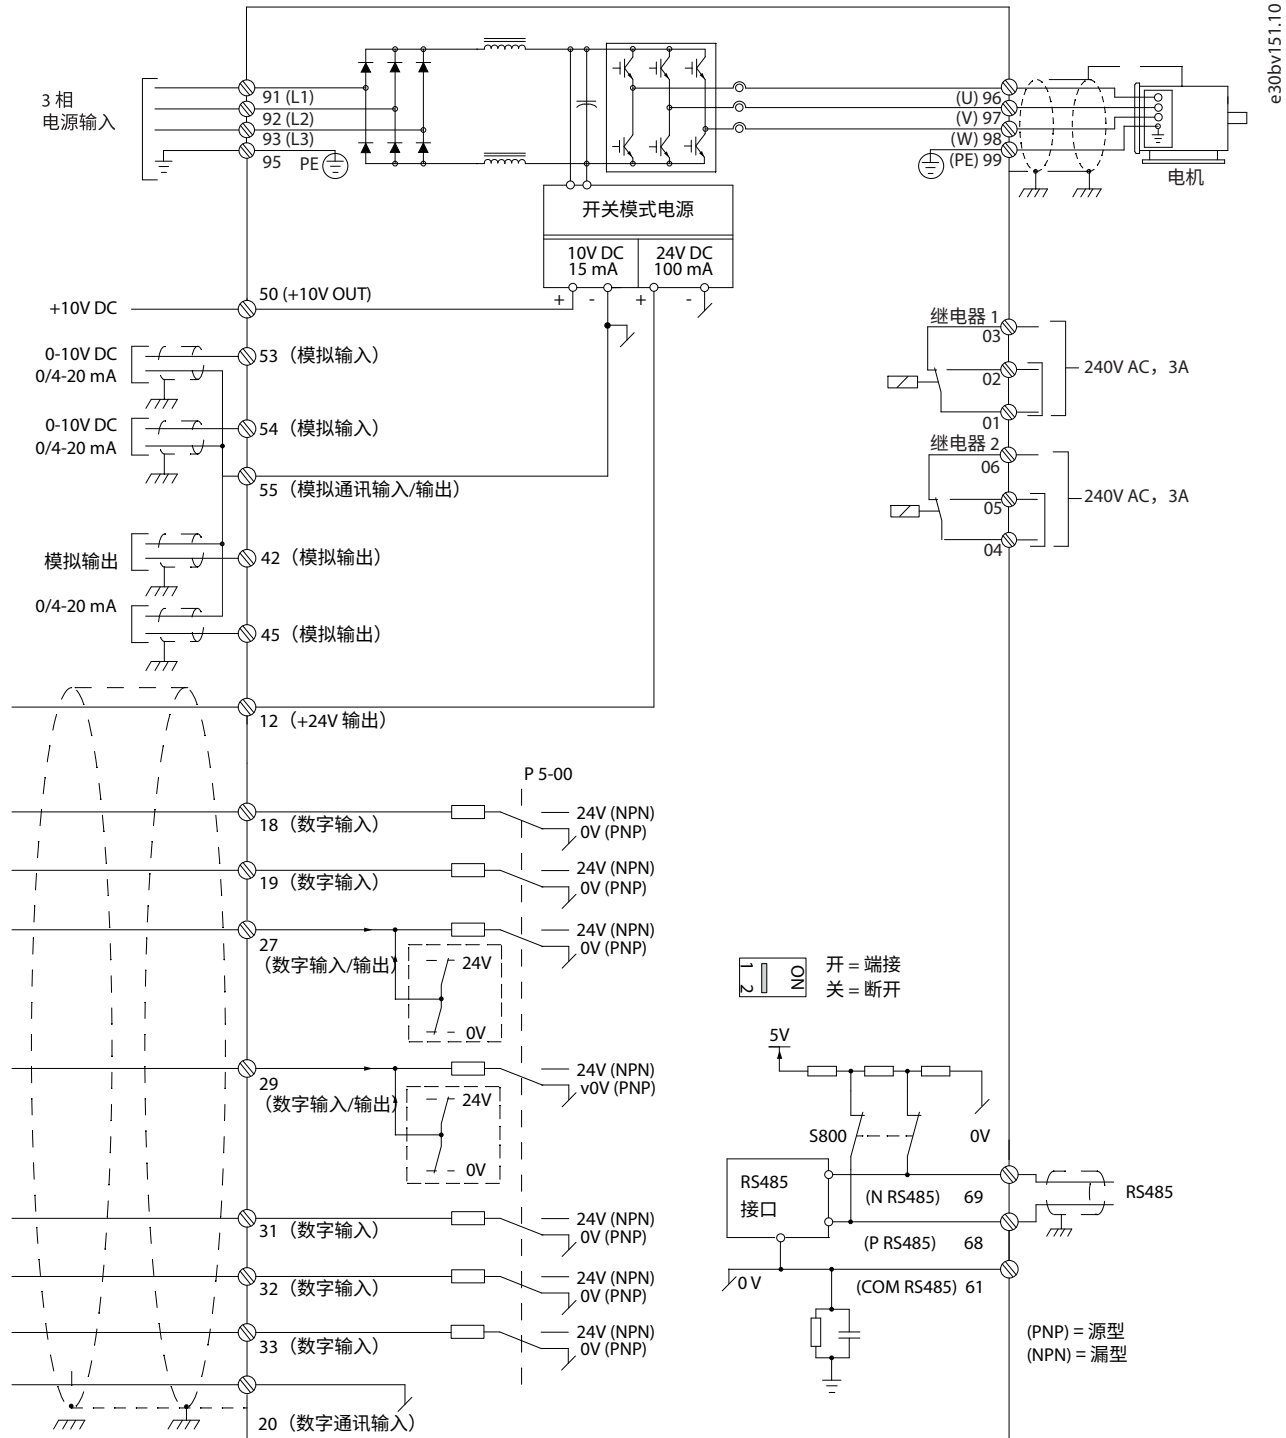 e30bv151.10
3 相
电源输入
91 (L1)
92 (L2)
93 (L3)
95 PE
(U) 96
(V) 97
(W) 98
(PE) 99
电机
开关模式电源
10V DC
15 mA
24V DC
100 mA
+ - + -
+10V DC
50 (+10V OUT)
0-10V DC
0/4-20 mA
53（模拟输入）
0-10V DC
0/4-20 mA
54（模拟输入）
55（模拟通讯输入/输出）
模拟输出
42（模拟输出）
0/4-20 mA
45（模拟输出）
12（+24V 输出）
继电器 1
03
02
01
240V AC，3A
继电器 2
06
05
04
240V AC，3A
P 5-00
18（数字输入）
24V (NPN)
0V (PNP)
19（数字输入）
24V (NPN)
0V (PNP)
27
（数字输入/输出）
24V
0V
24V (NPN)
0V (PNP)
29
（数字输入/输出）
24V
0V
24V (NPN)
v0V (PNP)
31（数字输入）
24V (NPN)
0V (PNP)
32（数字输入）
24V (NPN)
0V (PNP)
33（数字输入）
24V (NPN)
0V (PNP)
20（数字通讯输入）
1 2 ON
开 = 端接
关 = 断开
5V
S800
0V
RS485
接口
(N RS485) 69
RS485
(P RS485) 68
0 V
(COM RS485) 61
(PNP) = 源型
(NPN) = 漏型